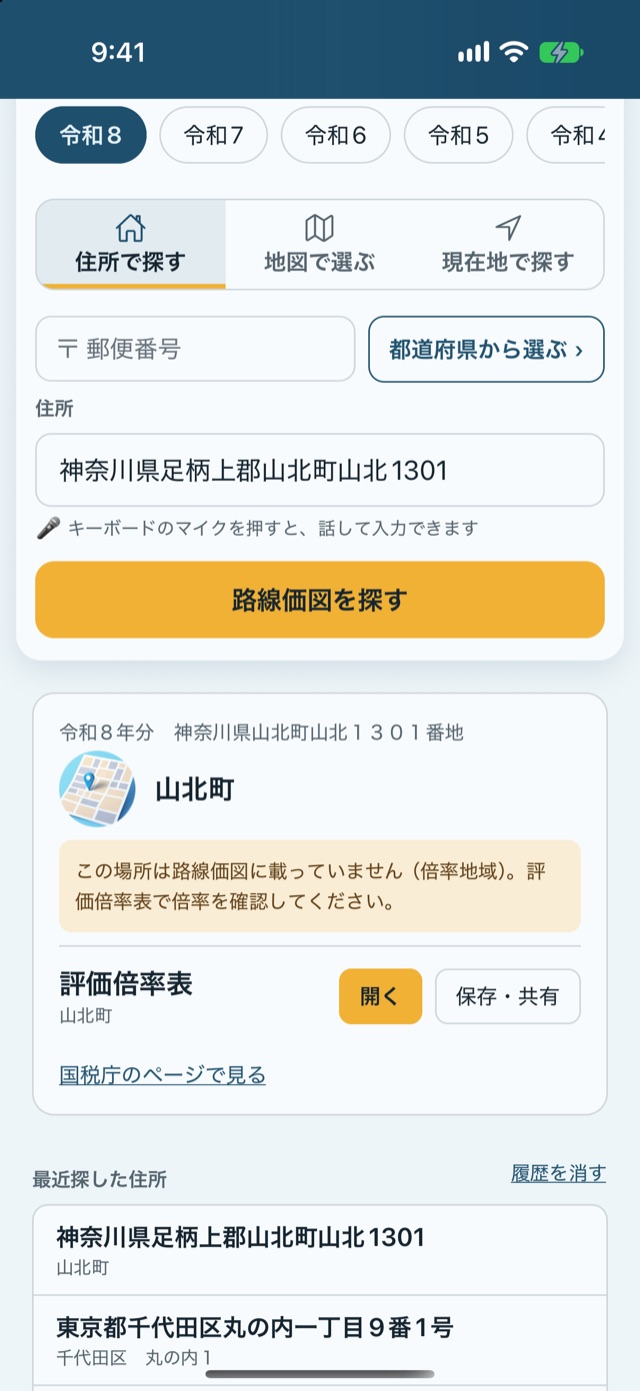 9:41
令和8 令和7 令和6 令和5 令和4
住所で探す 地図で選ぶ 現在地で探す
〒 郵便番号 都道府県から選ぶ ›
住所
神奈川県足柄上郡山北町山北1301
キーボードのマイクを押すと、話して入力できます
路線価図を探す
令和8年分 神奈川県山北町山北１３０１番地
山北町
この場所は路線価図に載っていません（倍率地域）。評
価倍率表で倍率を確認してください。
評価倍率表
山北町
開く 保存・共有
国税庁のページで見る
最近探した住所 履歴を消す
神奈川県足柄上郡山北町山北1301
山北町
東京都千代田区丸の内一丁目9番1号
千代田区 丸の内1